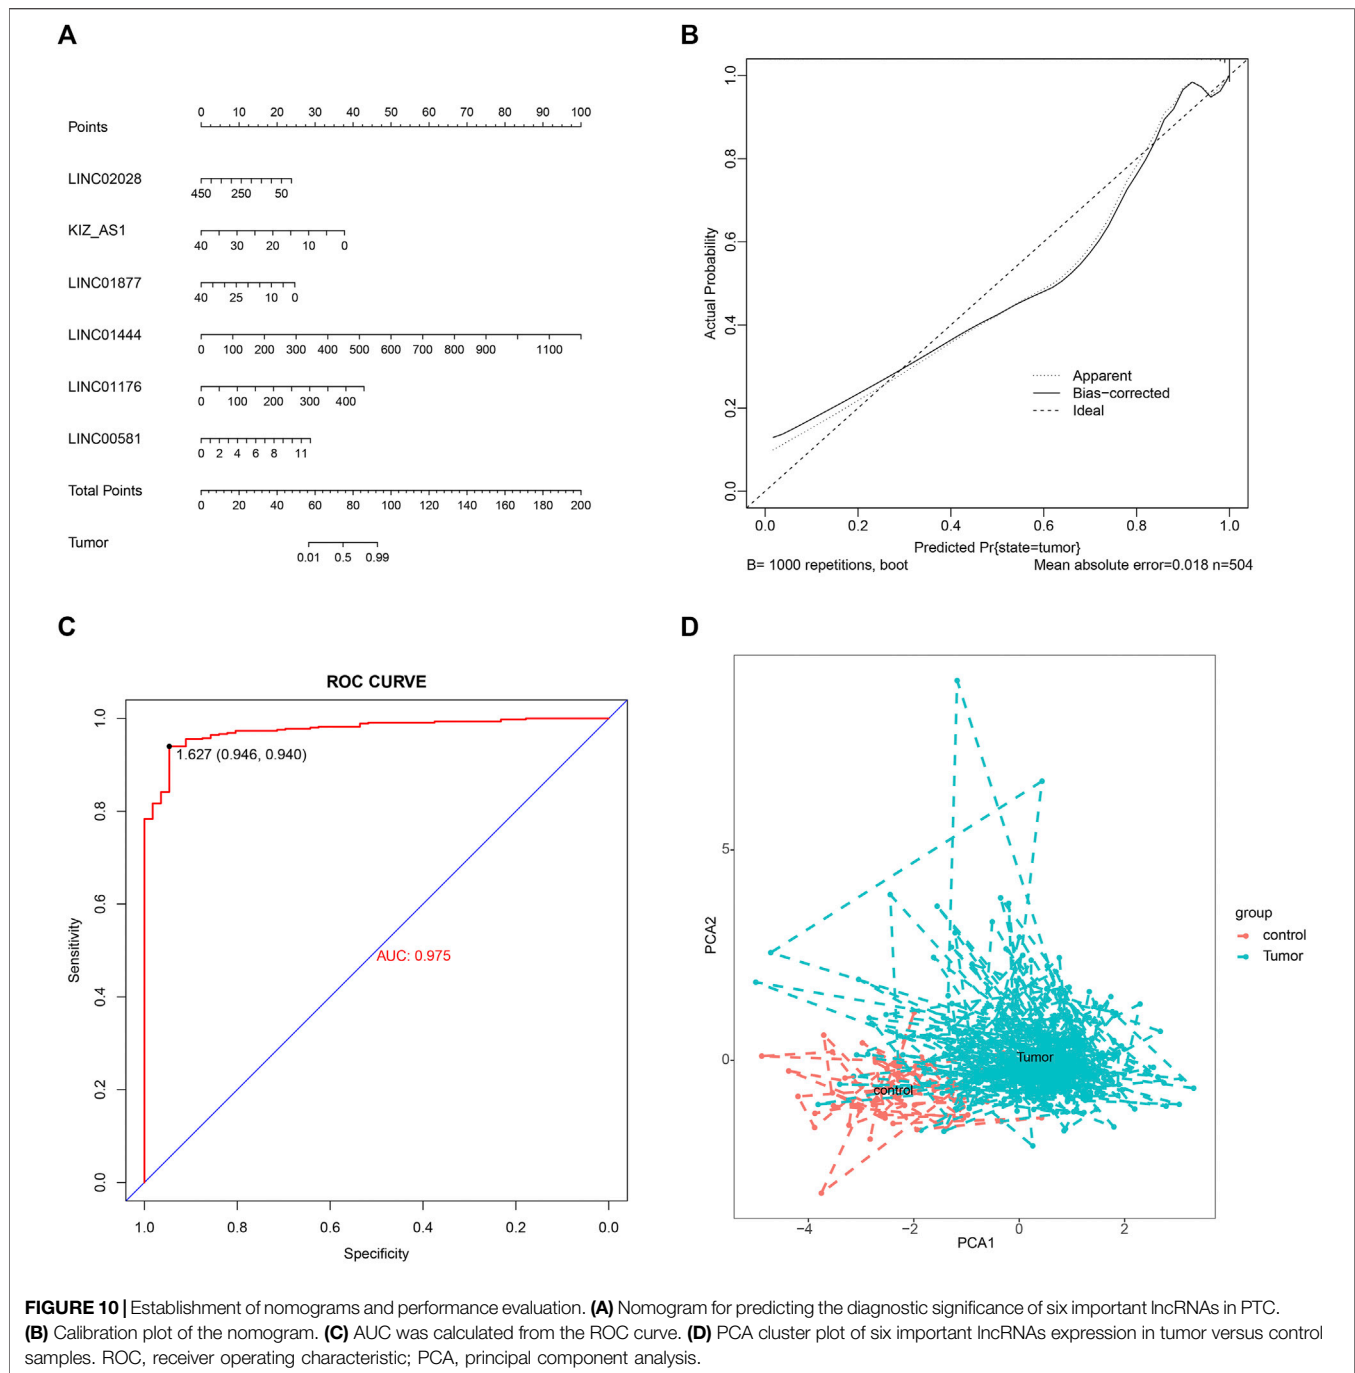 A
Points
0 10 20 30 40 50 60 70 80 90 100
LINC02028
450 250 50
KIZ_AS1
40 30 20 10 0
LINC01877
40 25 10 0
LINC01444
0 100 200 300 400 500 600 700 800 900 1100
LINC01176
0 100 200 300 400
LINC00581
0 2 4 6 8 11
Total Points
0 20 40 60 80 100 120 140 160 180 200
Tumor
0.01 0.5 0.99
B
Actual Probability
1.0
0.8
0.6
0.4
0.2
0.0
Apparent
Bias−corrected
Ideal
0.0 0.2 0.4 0.6 0.8 1.0
Predicted Pr{state=tumor}
B= 1000 repetitions, boot Mean absolute error=0.018 n=504
C
ROC CURVE
Sensitivity
1.0
0.8
0.6
0.4
0.2
0.0
1.627 (0.946, 0.940)
AUC: 0.975
1.0 0.8 0.6 0.4 0.2 0.0
Specificity
D
PCA2
5
0
Tumor
control
−4 −2 0 2
PCA1
group
control
Tumor
FIGURE 10 | Establishment of nomograms and performance evaluation. (A) Nomogram for predicting the diagnostic significance of six important lncRNAs in PTC.
(B) Calibration plot of the nomogram. (C) AUC was calculated from the ROC curve. (D) PCA cluster plot of six important lncRNAs expression in tumor versus control
samples. ROC, receiver operating characteristic; PCA, principal component analysis.